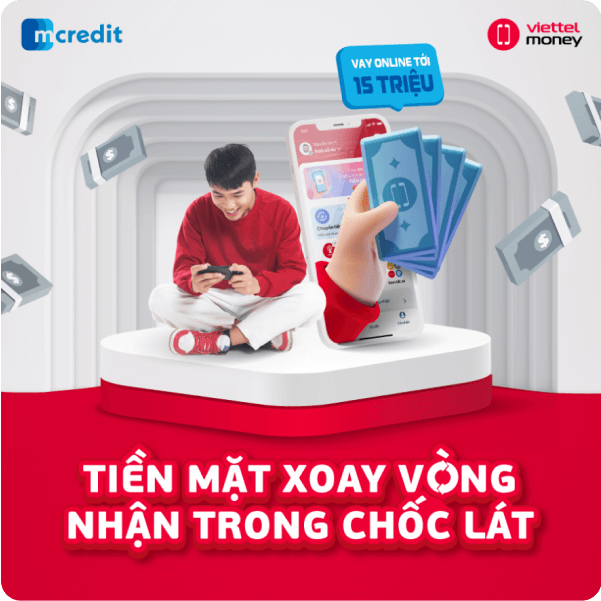 mcredit
viettel
money
VAY ONLINE TỚI
15 TRIỆU
TIỀN MẶT XOAY VÒNG
NHẬN TRONG CHỐC LÁT